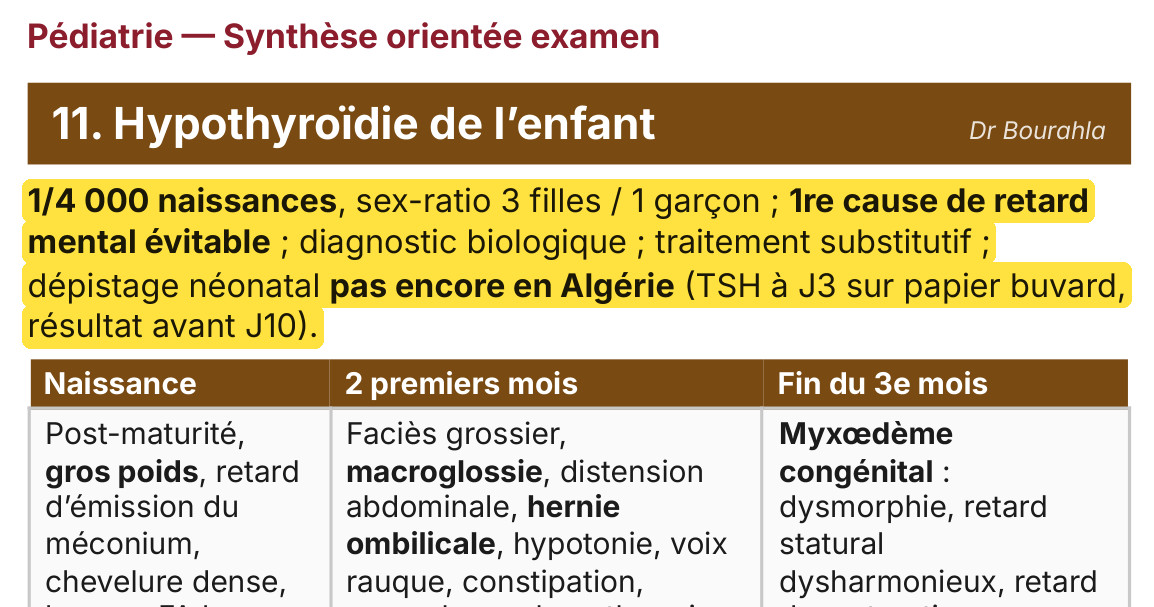 Pédiatrie — Synthèse orientée examen
11. Hypothyroïdie de l’enfant
Dr Bourahla
1/4 000 naissances, sex-ratio 3 filles / 1 garçon ; 1re cause de retard
mental évitable ; diagnostic biologique ; traitement substitutif ;
dépistage néonatal pas encore en Algérie (TSH à J3 sur papier buvard,
résultat avant J10).
Naissance
Post-maturité,
gros poids, retard
d’émission du
méconium,
chevelure dense,
2 premiers mois
Faciès grossier,
macroglossie, distension
abdominale, hernie
ombilicale, hypotonie, voix
rauque, constipation,
Fin du 3e mois
Myxœdème
congénital :
dysmorphie, retard
statural
dysharmonieux, retard